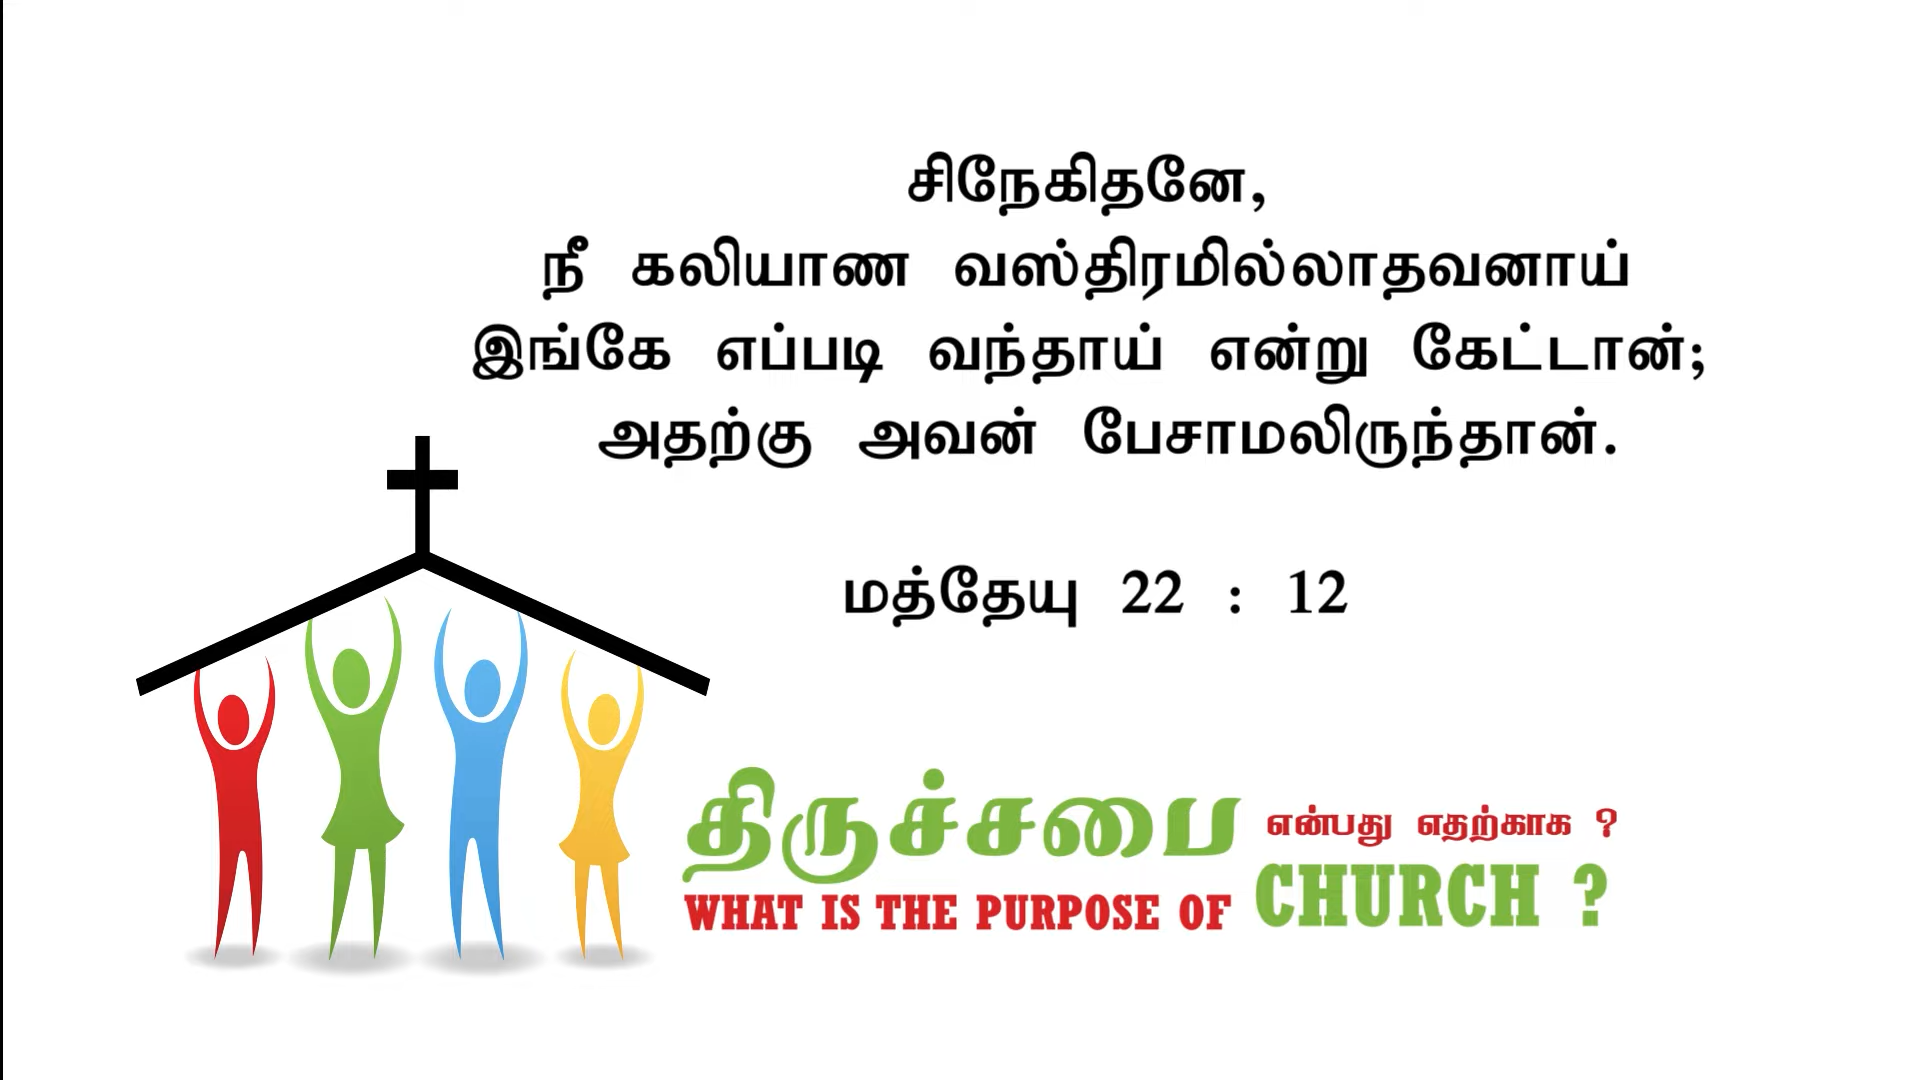 சிநேகிதனே,
நீ கலியாண வஸ்திரமில்லாதவனாய்
இங்கே எப்படி வந்தாய் என்று கேட்டான்;
அதற்கு அவன் பேசாமலிருந்தான்.
மத்தேயு 22 : 12
திருச்சபை என்பது எதற்காக ?
WHAT IS THE PURPOSE OF CHURCH ?